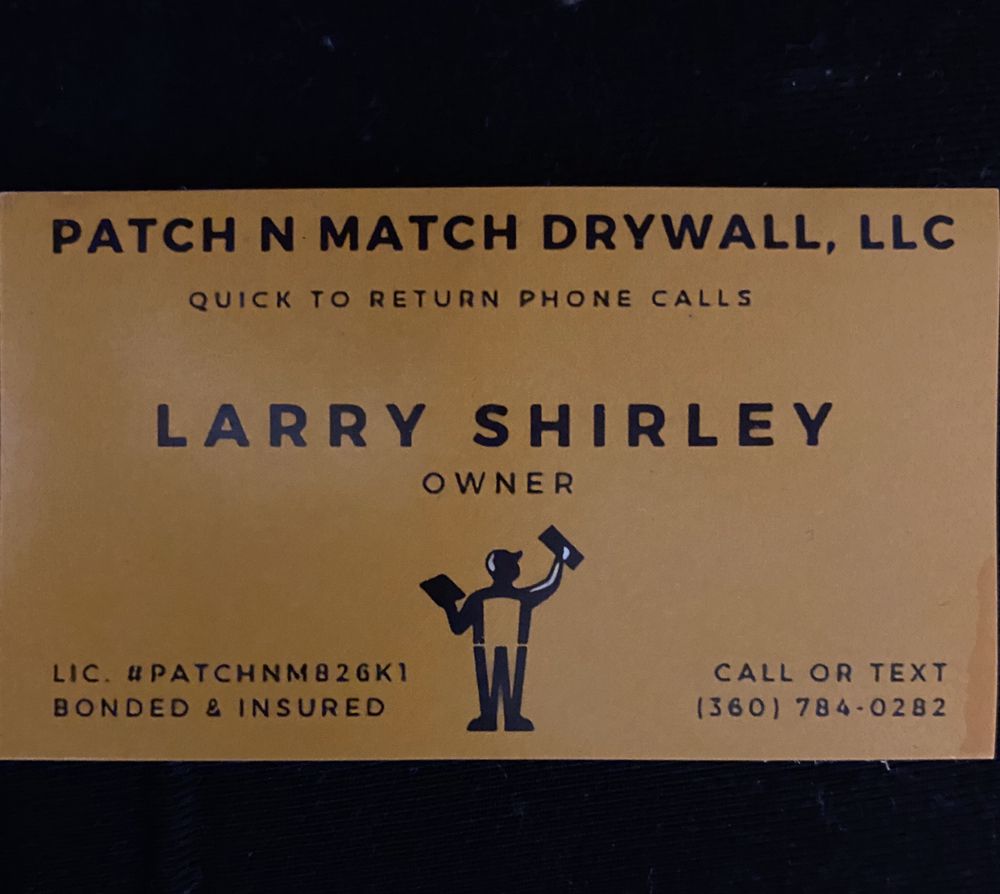 PATCH N MATCH DRYWALL, LLC
QUICK TO RETURN PHONE CALLS
LARRY SHIRLEY
OWNER
LIC. #PATCHNM826K1
BONDED & INSURED
CALL OR TEXT
(360) 784-0282